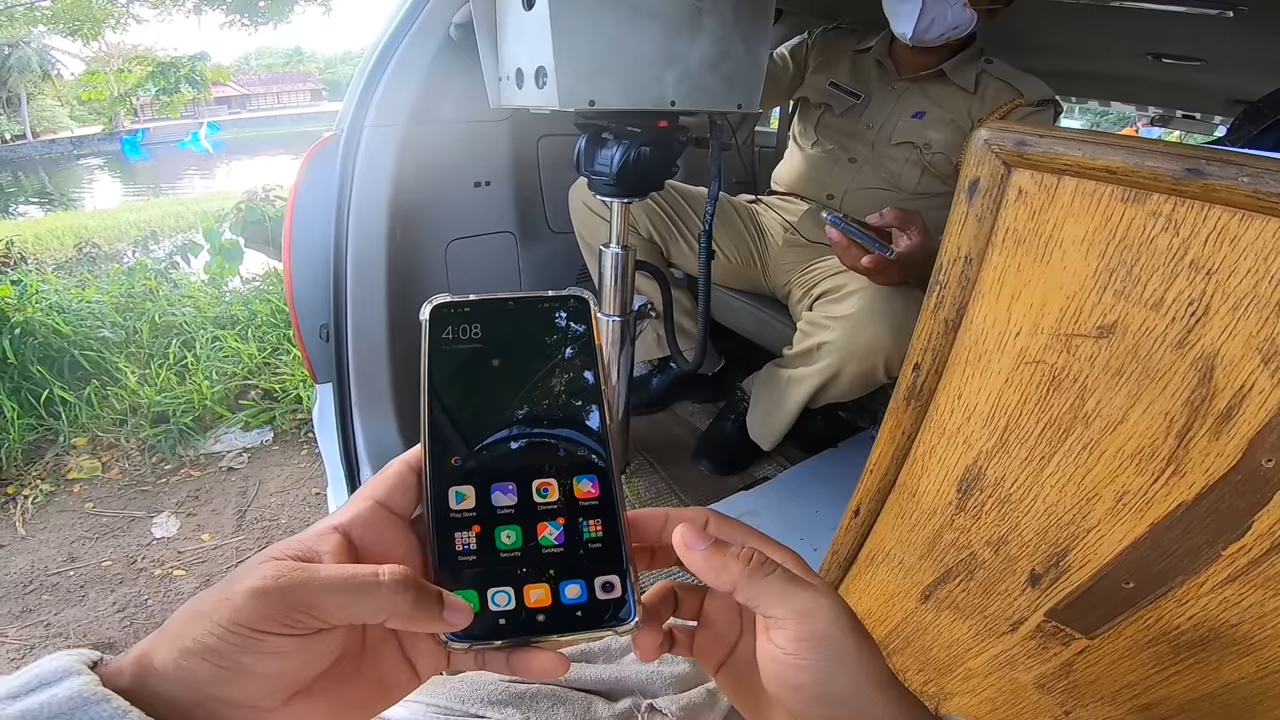 4:08
Play Store
Gallery
Chrome
Themes
Google
Security
GetApps
Tools